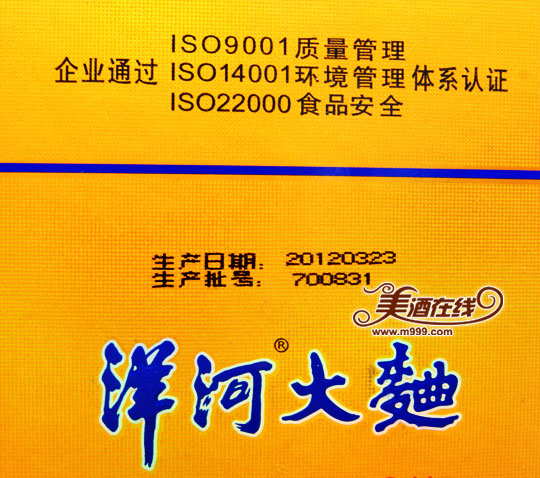 ISO9001质量管理
企业通过 ISO14001环境管理 体系认证
ISO22000食品安全
生产日期: 20120323
生产批号: 700831
美酒在线
www.m999.com
®
洋河大麯